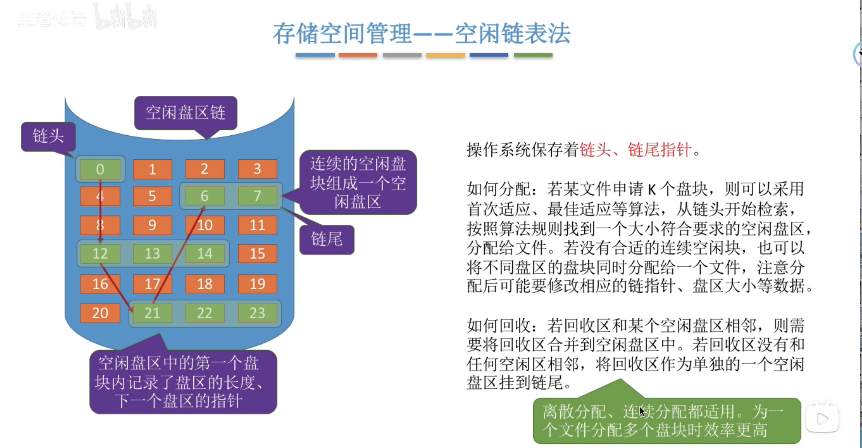 存储空间管理——空闲链表法
空闲盘区链
链头
0 1 2 3
4 5 6 7
8 9 10 11
12 13 14 15
16 17 18 19
20 21 22 23
连续的空闲盘
块组成一个空
闲盘区
链尾
空闲盘区中的第一个盘
块内记录了盘区的长度、
下一个盘区的指针
操作系统保存着链头、链尾指针。
如何分配：若某文件申请 K 个盘块，则可以采用
首次适应、最佳适应等算法，从链头开始检索，
按照算法规则找到一个大小符合要求的空闲盘区，
分配给文件。若没有合适的连续空闲块，也可以
将不同盘区的盘块同时分配给一个文件，注意分
配后可能要修改相应的链指针、盘区大小等数据。
如何回收：若回收区和某个空闲盘区相邻，则需
要将回收区合并到空闲盘区中。若回收区没有和
任何空闲区相邻，将回收区作为单独的一个空闲
盘区挂到链尾。
离散分配、连续分配都适用。为一
个文件分配多个盘块时效率更高